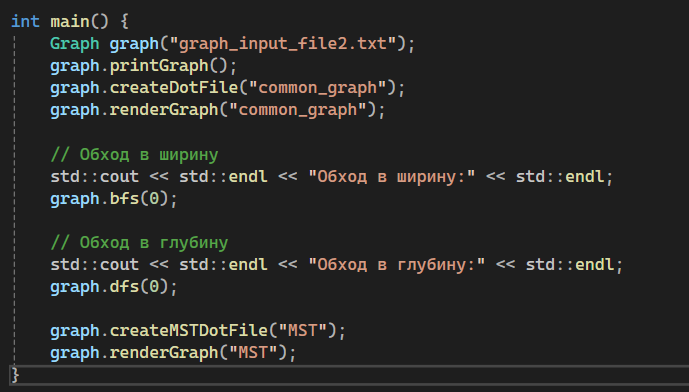 int main() {
Graph graph("graph_input_file2.txt");
graph.printGraph();
graph.createDotFile("common_graph");
graph.renderGraph("common_graph");
// Обход в ширину
std::cout << std::endl << "Обход в ширину:" << std::endl;
graph.bfs(0);
// Обход в глубину
std::cout << std::endl << "Обход в глубину:" << std::endl;
graph.dfs(0);
graph.createMSTDotFile("MST");
graph.renderGraph("MST");
}